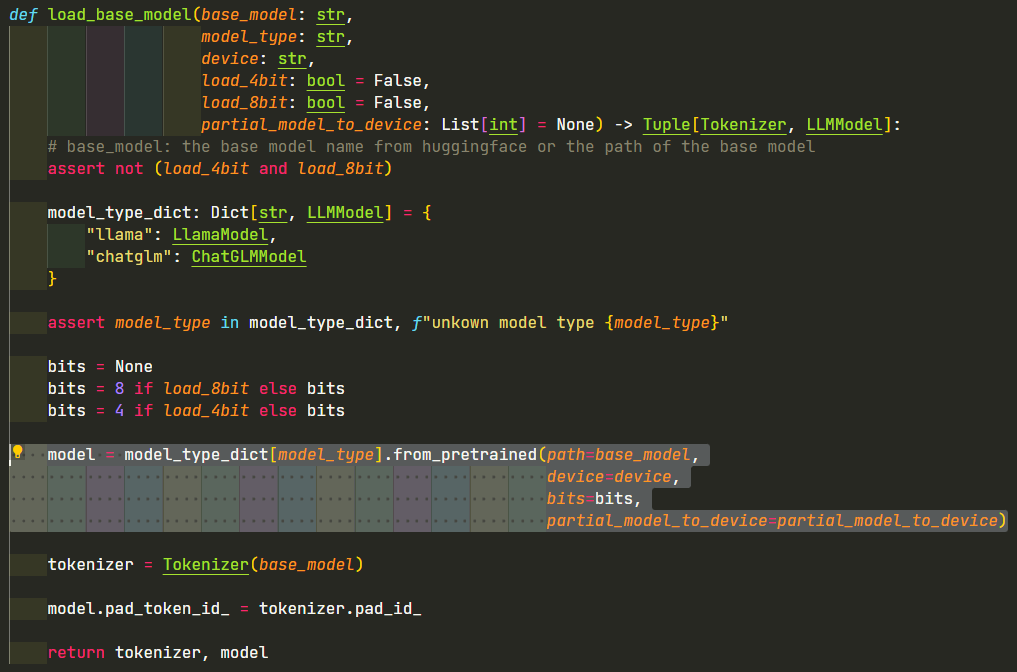 def load_base_model(base_model: str,
                    model_type: str,
                    device: str,
                    load_4bit: bool = False,
                    load_8bit: bool = False,
                    partial_model_to_device: List[int] = None) -> Tuple[Tokenizer, LLMModel]:
    # base_model: the base model name from huggingface or the path of the base model
    assert not (load_4bit and load_8bit)

    model_type_dict: Dict[str, LLMModel] = {
        "llama": LlamaModel,
        "chatglm": ChatGLMModel
    }

    assert model_type in model_type_dict, f"unkown model type {model_type}"

    bits = None
    bits = 8 if load_8bit else bits
    bits = 4 if load_4bit else bits

    model = model_type_dict[model_type].from_pretrained(path=base_model,
                                                        device=device,
                                                        bits=bits,
                                                        partial_model_to_device=partial_model_to_device)

    tokenizer = Tokenizer(base_model)

    model.pad_token_id_ = tokenizer.pad_id_

    return tokenizer, model